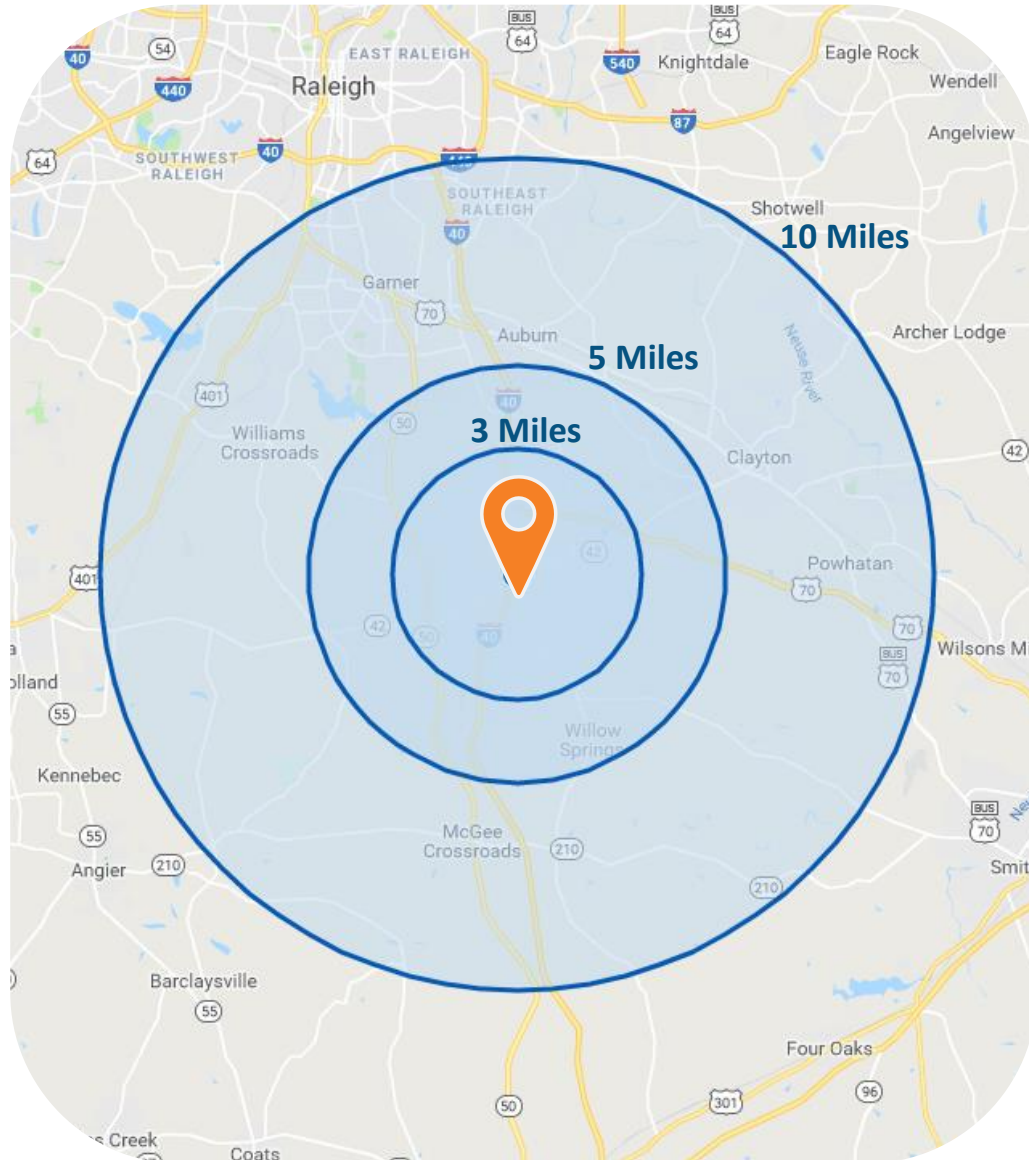 BUS
64
BUS
64
54
40
EAST RALEIGH
540
Knightdale
Eagle Rock
Raleigh
440
Wendell
87
Angelview
64
SOUTHWEST
RALEIGH
40
440
SOUTHEAST
RALEIGH
Shotwell
40
10 Miles
Garner
70
Auburn
Neuse River
Archer Lodge
5 Miles
401
40
50
3 Miles
Williams
Crossroads
Clayton
42
42
Powhatan
401
70
42
50
40
70
BUS
70
Wilsons
55
Willow
Springs
Kennebec
BUS
70
55
McGee
Crossroads
210
Angier
210
210
Barclaysville
55
Four Oaks
50
301
96
Creek
Coats